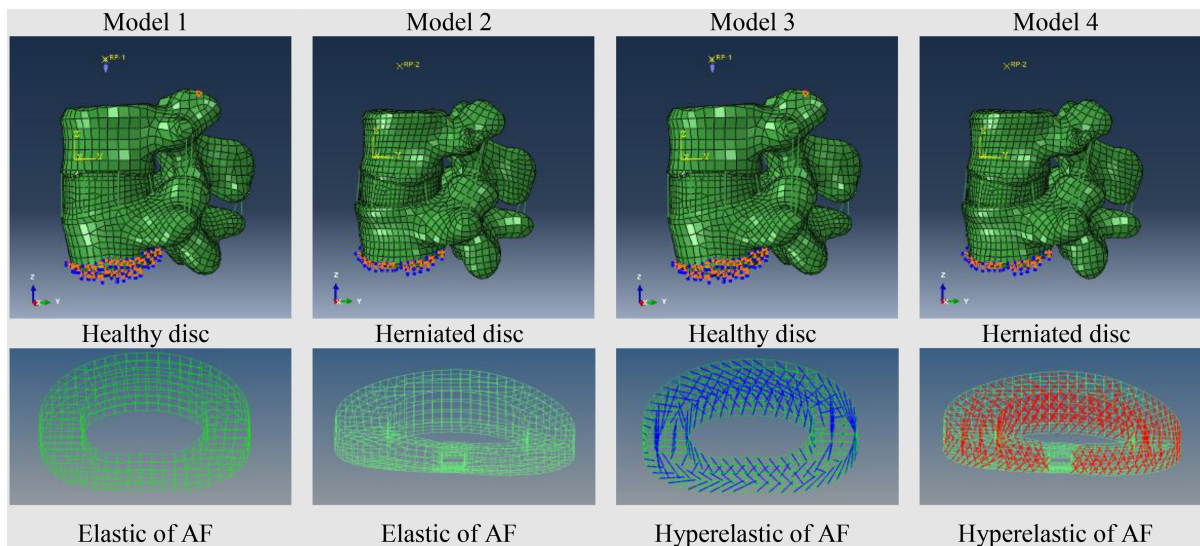 Model 1 Model 2 Model 3 Model 4
RP-1 RP-2 RP-1 RP-2
Z Z
Y Y Y Y
Z Z Z Z
X Y X Y X Y X Y
Healthy disc Herniated disc Healthy disc Herniated disc
Elastic of AF Elastic of AF Hyperelastic of AF Hyperelastic of AF